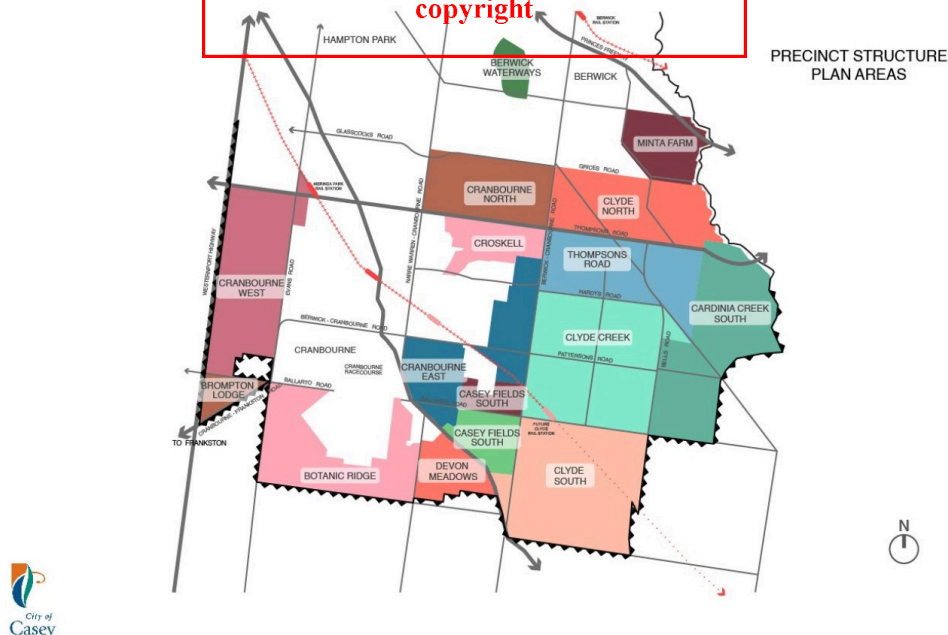 copyright
PRECINCT STRUCTURE
PLAN AREAS
BERWICK
RAIL STATION
HAMPTON PARK
PRINCES FREEWAY
BERWICK
WATERWAYS
BERWICK
GLASSCOCKS ROAD
MINTA FARM
GRICES ROAD
MERINDA PARK
RAIL STATION
CRANBOURNE
NORTH
CLYDE
NORTH
THOMPSONS ROAD
NARRE WARREN - CRANBOURNE ROAD
BERWICK - CRANBOURNE ROAD
CROSKELL
THOMPSONS
ROAD
WESTERNPORT HIGHWAY
EVANS ROAD
CRANBOURNE
WEST
HARDYS ROAD
CARDINIA CREEK
SOUTH
BERWICK - CRANBOURNE ROAD
CLYDE CREEK
BELLS ROAD
PATTERSONS ROAD
CRANBOURNE
CRANBOURNE
RACECOURSE
CRANBOURNE
EAST
BALLARTO ROAD
BROMPTON
LODGE
CASEY FIELDS
SOUTH
ROAD
CRANBOURNE - FRANKSTON ROAD
TO FRANKSTON
CASEY FIELDS
SOUTH
FUTURE
CLYDE
RAIL STATION
BOTANIC RIDGE
DEVON
MEADOWS
CLYDE
SOUTH
N
City of
Casey